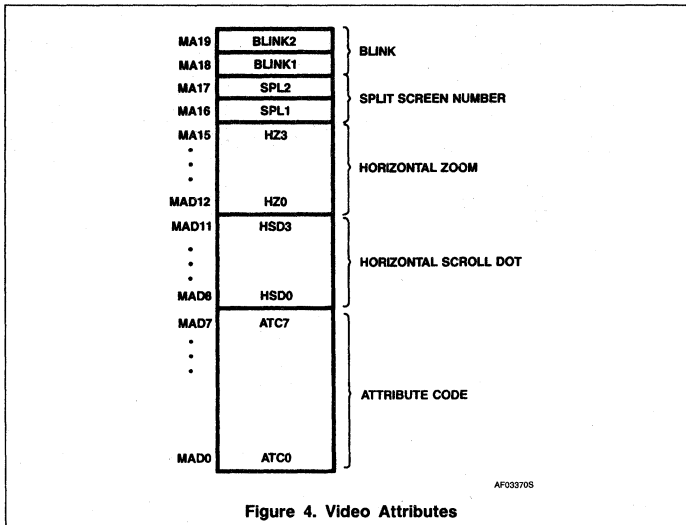 MA19 BLINK2
BLINK
MA18 BLINK1
MA17 SPL2
SPLIT SCREEN NUMBER
MA16 SPL1
MA15 HZ3
HORIZONTAL ZOOM
MAD12 HZ0
MAD11 HSD3
HORIZONTAL SCROLL DOT
MAD8 HSD0
MAD7 ATC7
ATTRIBUTE CODE
MAD0 ATC0
AF03370S
Figure 4. Video Attributes